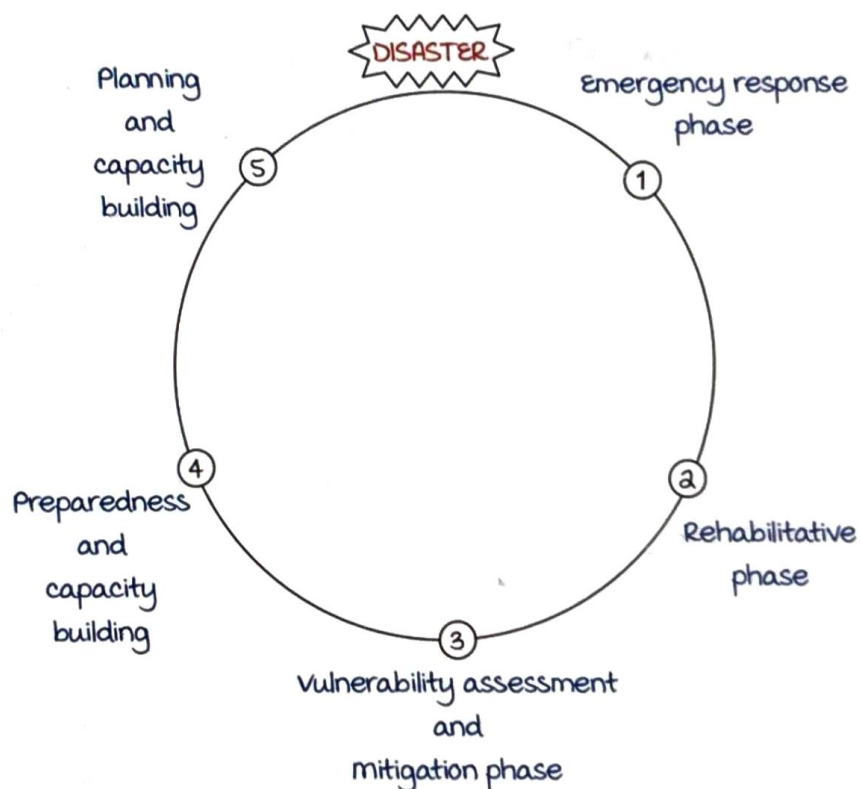 DISASTER
Emergency response
phase
1
2
Rehabilitative
phase
3
Vulnerability assessment
and
mitigation phase
4
Preparedness
and
capacity
building
5
Planning
and
capacity
building